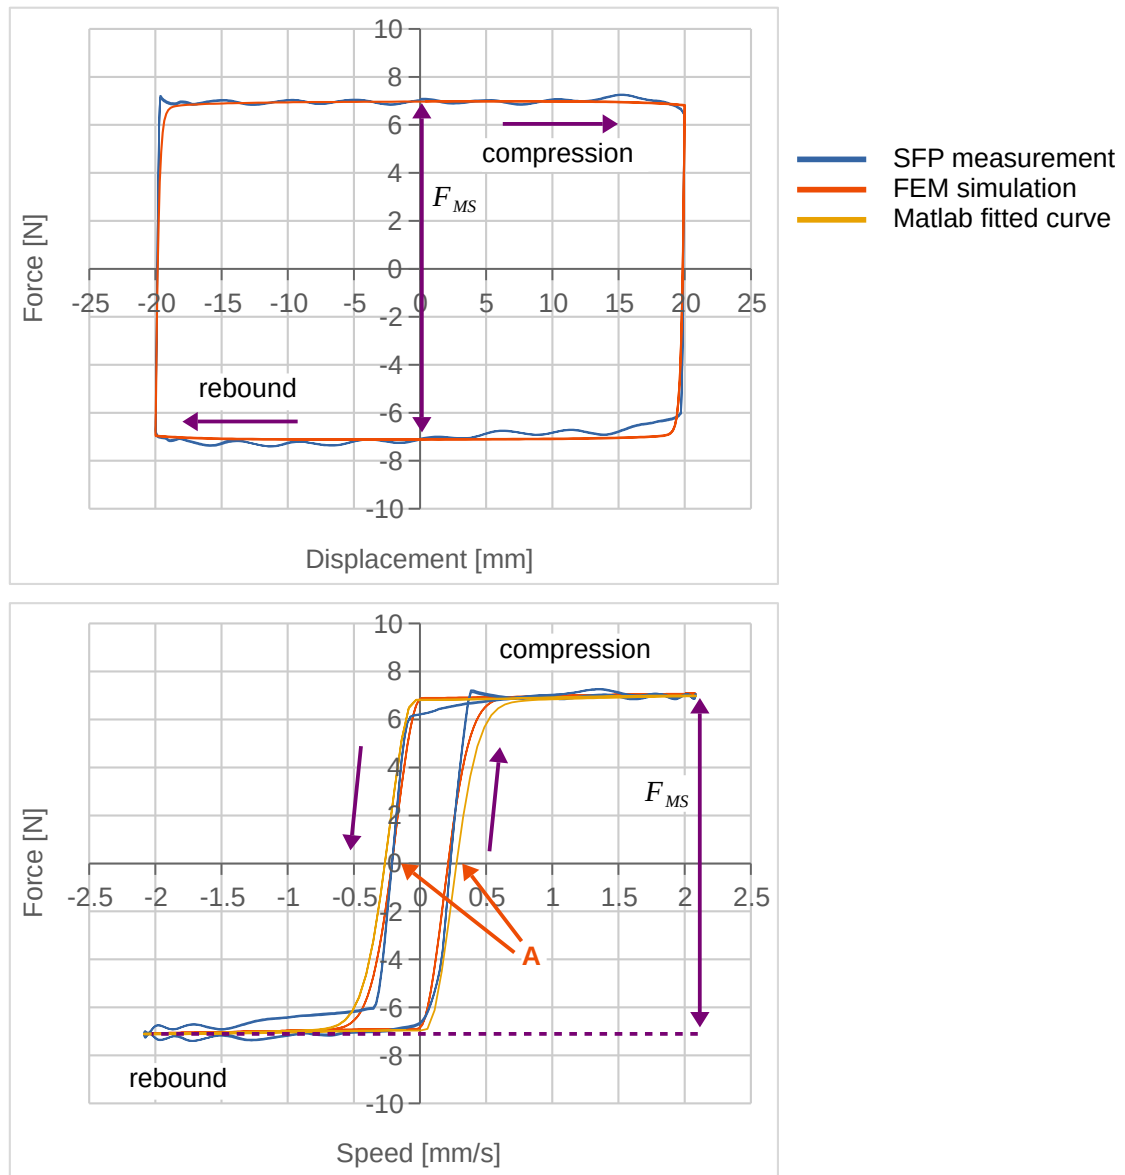 10
8
6
4
2
0
-2
-4
-6
-8
-10
-25 -20 -15 -10 -5 0 5 10 15 20 25
Force [N]
Displacement [mm]
compression
F MS
rebound
SFP measurement
FEM simulation
Matlab fitted curve
10
8
6
4
2
0
-2
-4
-6
-8
-10
-2.5 -2 -1.5 -1 -0.5 0 0.5 1 1.5 2 2.5
Force [N]
Speed [mm/s]
compression
F MS
A
rebound